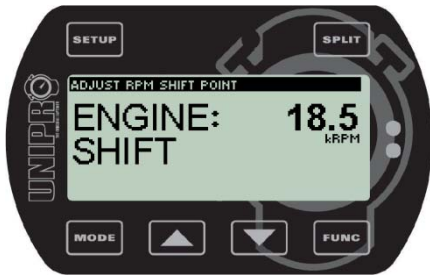 SETUP
SPLIT
ADJUST RPM SHIFT POINT
ENGINE: 18.5
kRPM
SHIFT
UNIPRO
MODE
FUNC